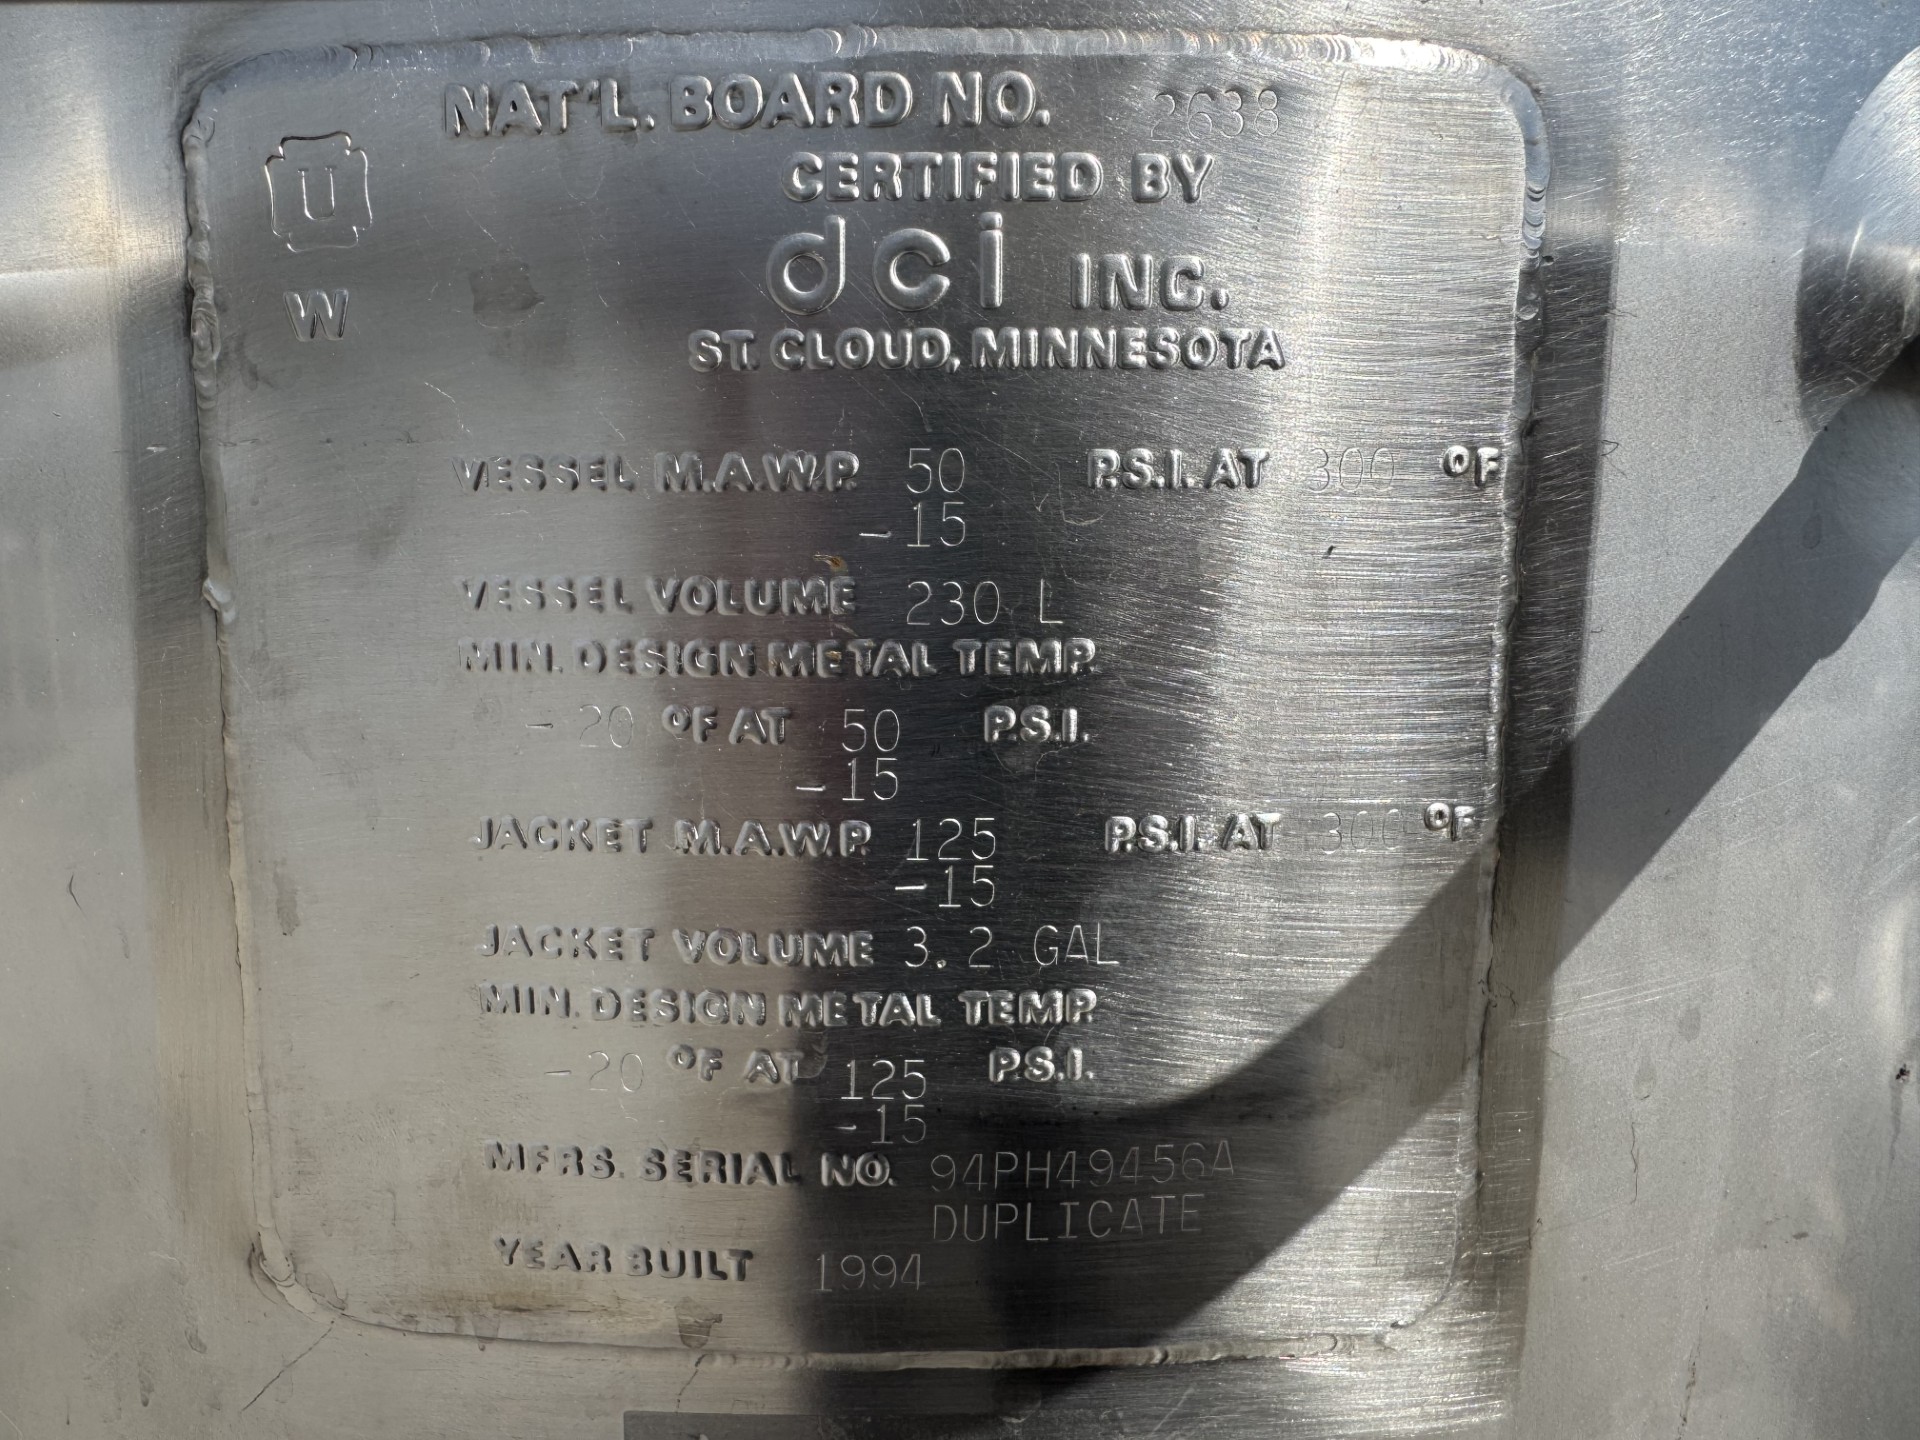 NAT'L. BOARD NO. 2638
U
CERTIFIED BY
dci INC.
W
ST. CLOUD, MINNESOTA
VESSEL M.A.W.P. 50 P.S.I. AT 300 °F
-15
VESSEL VOLUME 230 L
MIN. DESIGN METAL TEMP.
-20 °F AT 50 P.S.I.
-15
JACKET M.A.W.P. 125 P.S.I. AT 300 °F
-15
JACKET VOLUME 3.2 GAL
MIN. DESIGN METAL TEMP.
-20 °F AT 125 P.S.I.
-15
MFRS. SERIAL NO. 94PH49456A
DUPLICATE
YEAR BUILT 1994